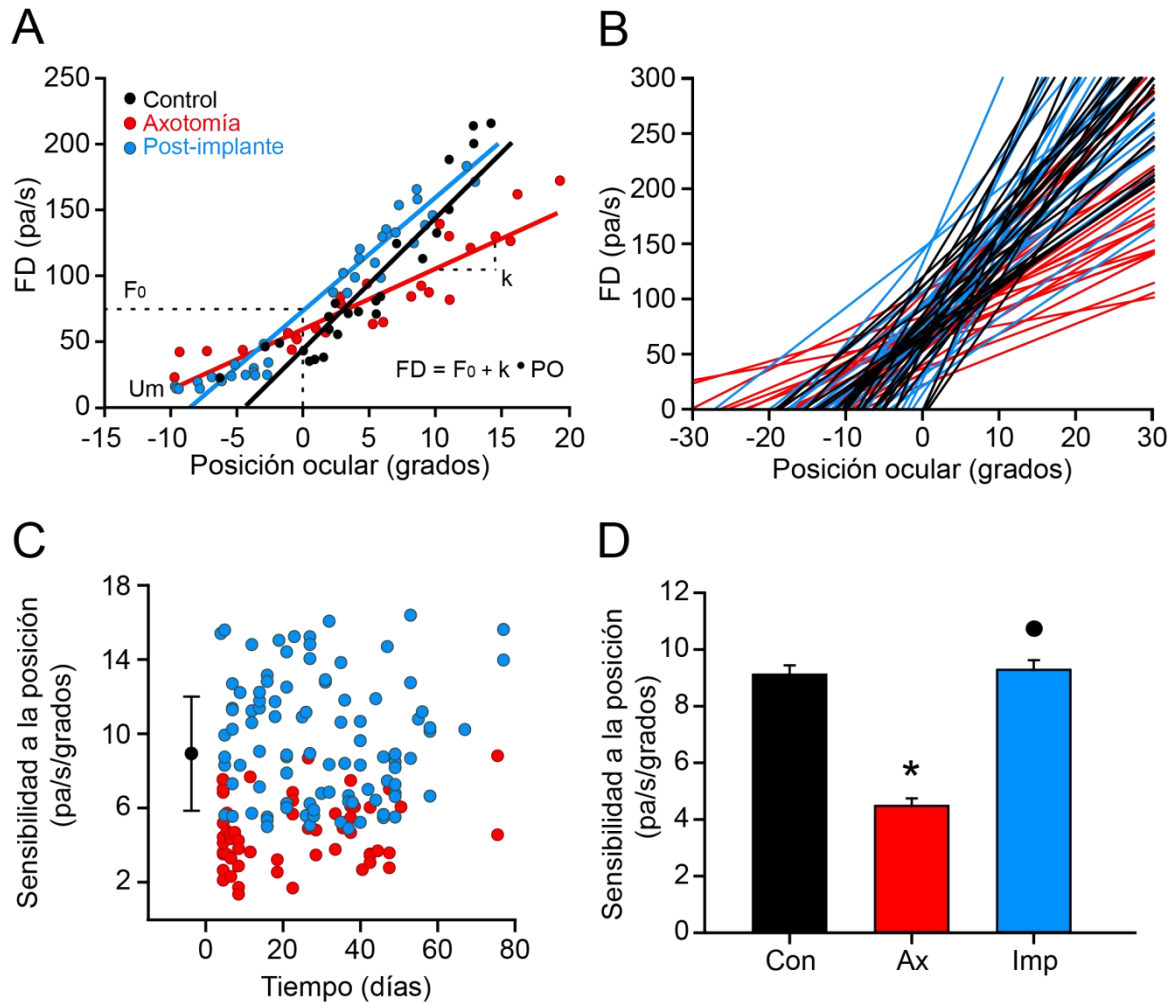 A
FD (pa/s)
250
200
150
100
50
0
Control
Axotomía
Post-implante
F0
Um
k
FD = F0 + k • PO
-15 -10 -5 0 5 10 15 20
Posición ocular (grados)
B
FD (pa/s)
300
250
200
150
100
50
0
-30 -20 -10 0 10 20 30
Posición ocular (grados)
C
Sensibilidad a la posición
(pa/s/grados)
18
14
10
6
2
0 20 40 60 80
Tiempo (días)
D
Sensibilidad a la posición
(pa/s/grados)
12
10
8
6
4
2
0
*
Con Ax Imp